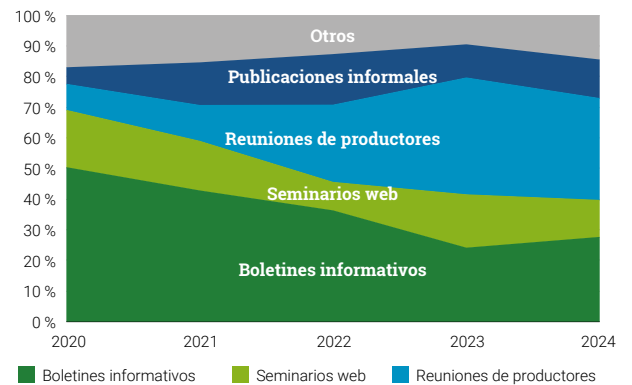 100 %
90 %
80 %
70 %
60 %
50 %
40 %
30 %
20 %
10 %
0 %
Otros
Publicaciones informales
Reuniones de productores
Seminarios web
Boletines informativos
2020 2021 2022 2023 2024
Boletines informativos Seminarios web Reuniones de productores